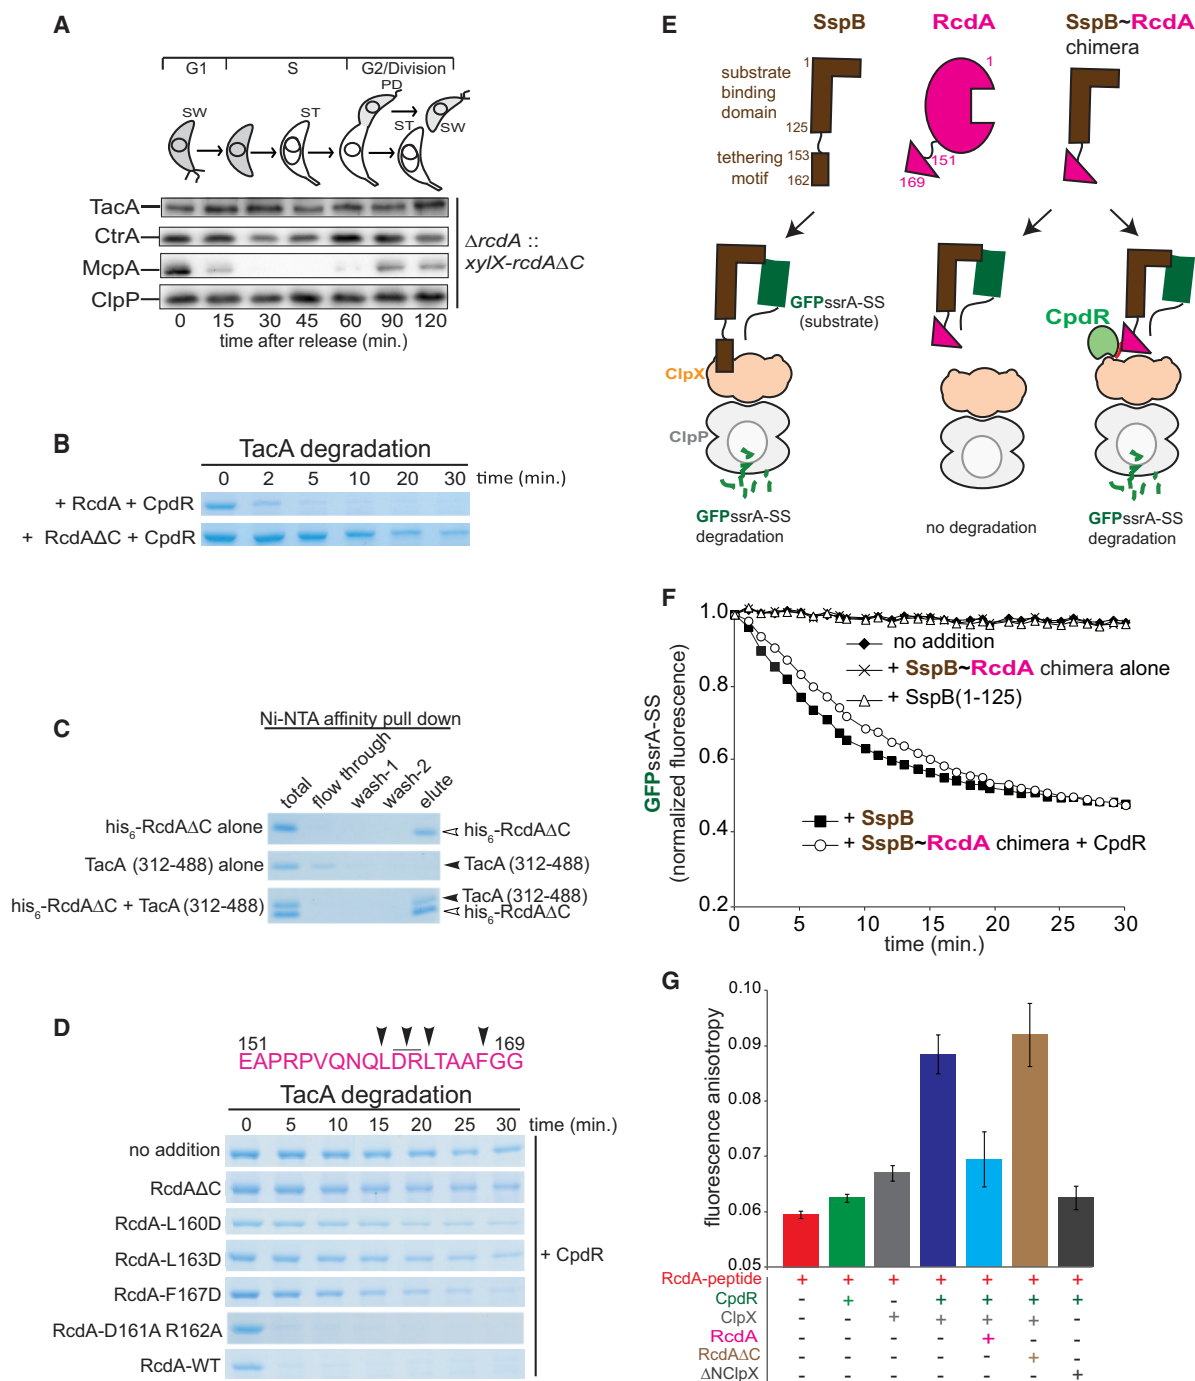 A
G1 S G2/Division
SW ST PD ST SW
TacA
CtrA
McpA
ClpP
ΔrcdA ::
xylX-rcdAΔC
0 15 30 45 60 90 120
time after release (min.)
B
TacA degradation
0 2 5 10 20 30 time (min.)
+ RcdA + CpdR
+ RcdAΔC + CpdR
C
Ni-NTA affinity pull down
total flow through wash-1 wash-2 elute
his6-RcdAΔC alone
his6-RcdAΔC
TacA (312-488) alone
TacA (312-488)
his6-RcdAΔC + TacA (312-488)
TacA (312-488)
his6-RcdAΔC
D
151 169
EAPRPVQNQLDRLTAAFGG
TacA degradation
0 5 10 15 20 25 30 time (min.)
no addition
RcdAΔC
RcdA-L160D
RcdA-L163D
RcdA-F167D
RcdA-D161A R162A
RcdA-WT
+ CpdR
E
SspB RcdA SspB~RcdA
chimera
substrate
binding
domain
1
125
tethering
motif
153
162
1
151
169
GFPssrA-SS
(substrate)
CpdR
ClpX
ClpP
GFPssrA-SS
degradation
no degradation
GFPssrA-SS
degradation
F
GFPssrA-SS
(normalized fluorescence)
1.0
0.8
0.6
0.4
0.2
no addition
+ SspB~RcdA chimera alone
+ SspB(1-125)
+ SspB
+ SspB~RcdA chimera + CpdR
0 5 10 15 20 25 30
time (min.)
G
fluorescence anisotropy
0.10
0.09
0.08
0.07
0.06
0.05
RcdA-peptide + + + + + + +
CpdR - + - + + + +
ClpX - - + + + + -
RcdA - - - - + - -
RcdAΔC - - - - - + -
ΔNClpX - - - - - - +